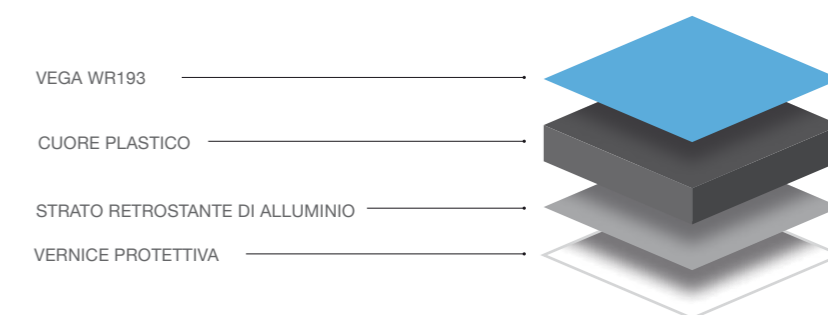 VEGA WR193
CUORE PLASTICO
STRATO RETROSTANTE DI ALLUMINIO
VERNICE PROTETTIVA